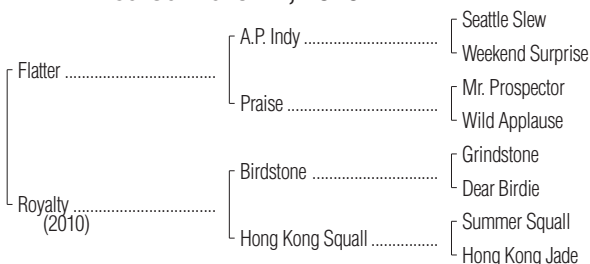 Seattle Slew
A.P. Indy ..................................
Weekend Surprise
Flatter ......................................
Mr. Prospector
Praise .......................................
Wild Applause
Grindstone
Birdstone ................................
Dear Birdie
Royalty ....................................
(2010)
Summer Squall
Hong Kong Squall .................
Hong Kong Jade